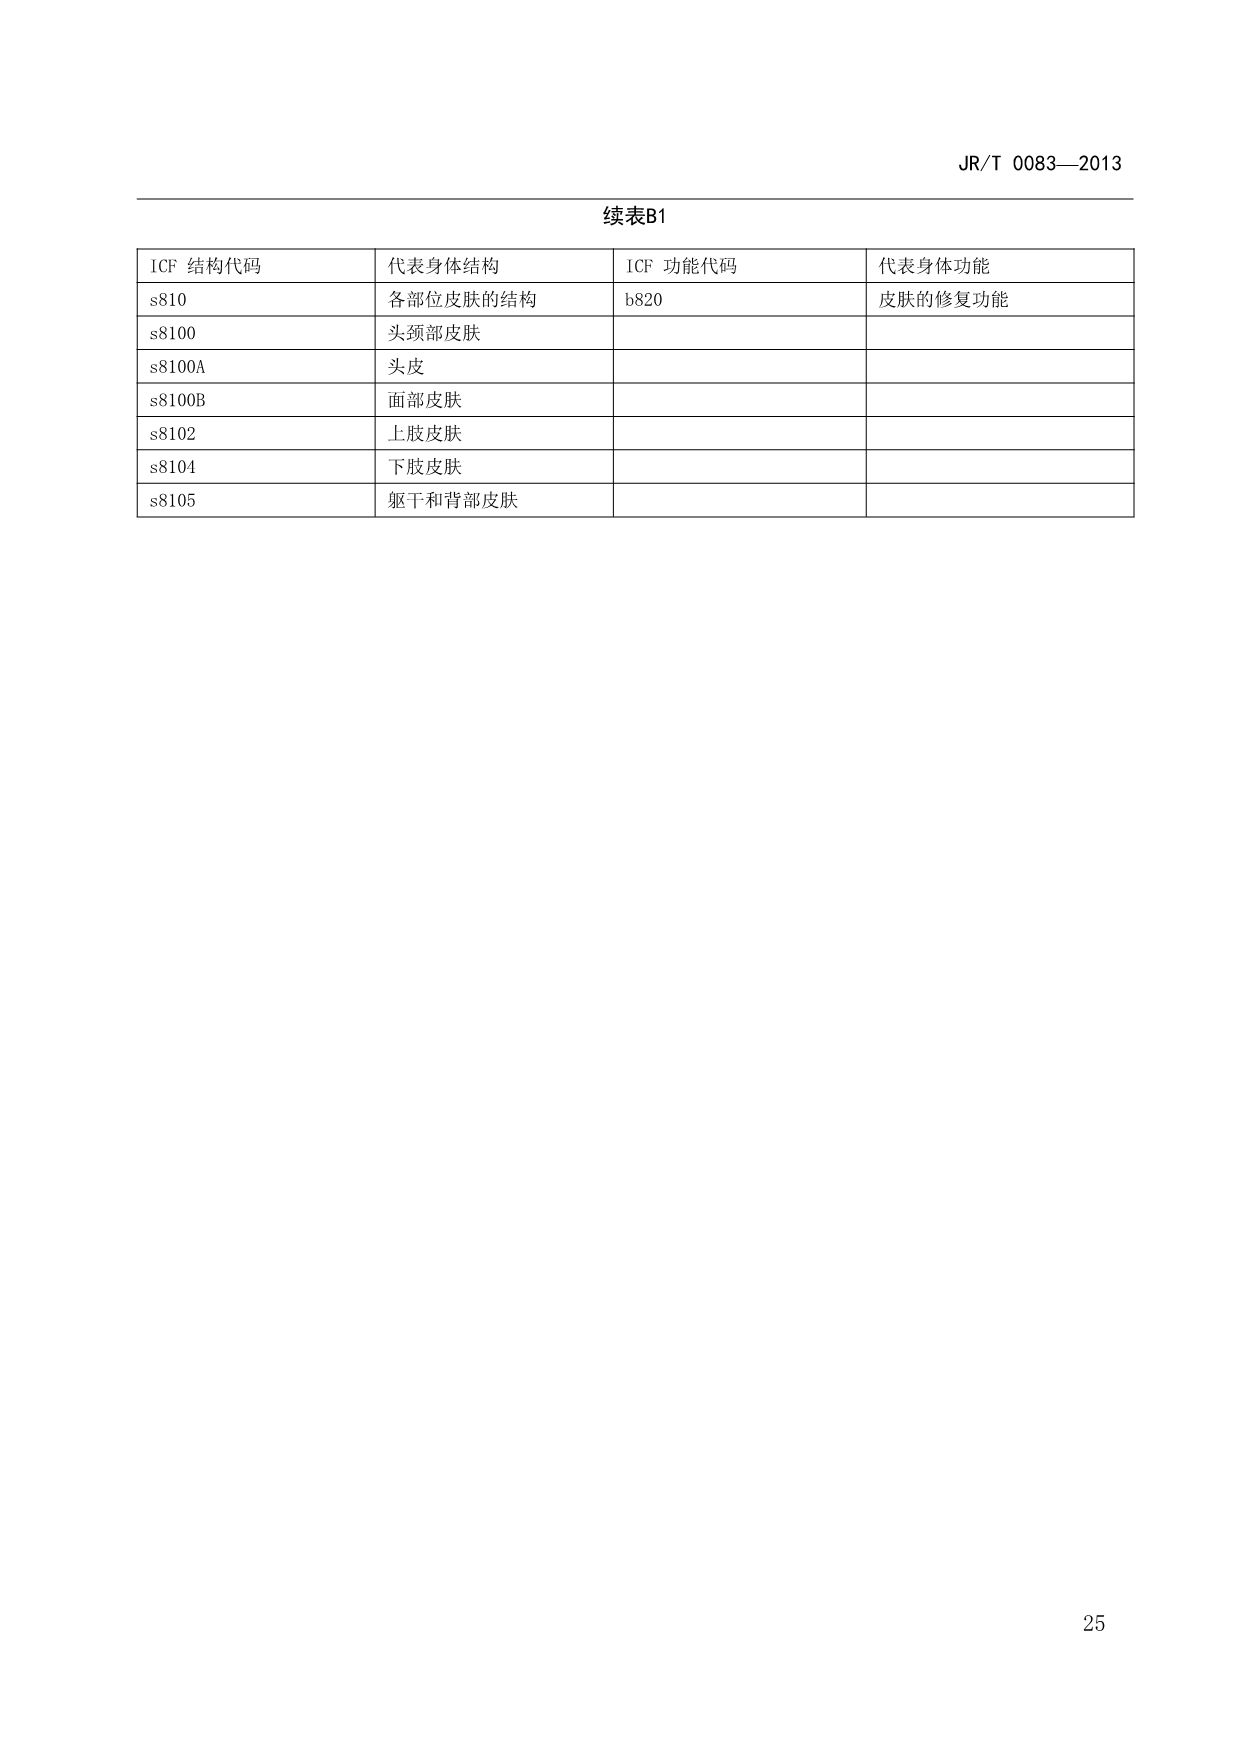 JR/T 0083—2013
续表B1
ICF 结构代码 代表身体结构 ICF 功能代码 代表身体功能
s810 各部位皮肤的结构 b820 皮肤的修复功能
s8100 头颈部皮肤
s8100A 头皮
s8100B 面部皮肤
s8102 上肢皮肤
s8104 下肢皮肤
s8105 躯干和背部皮肤
25